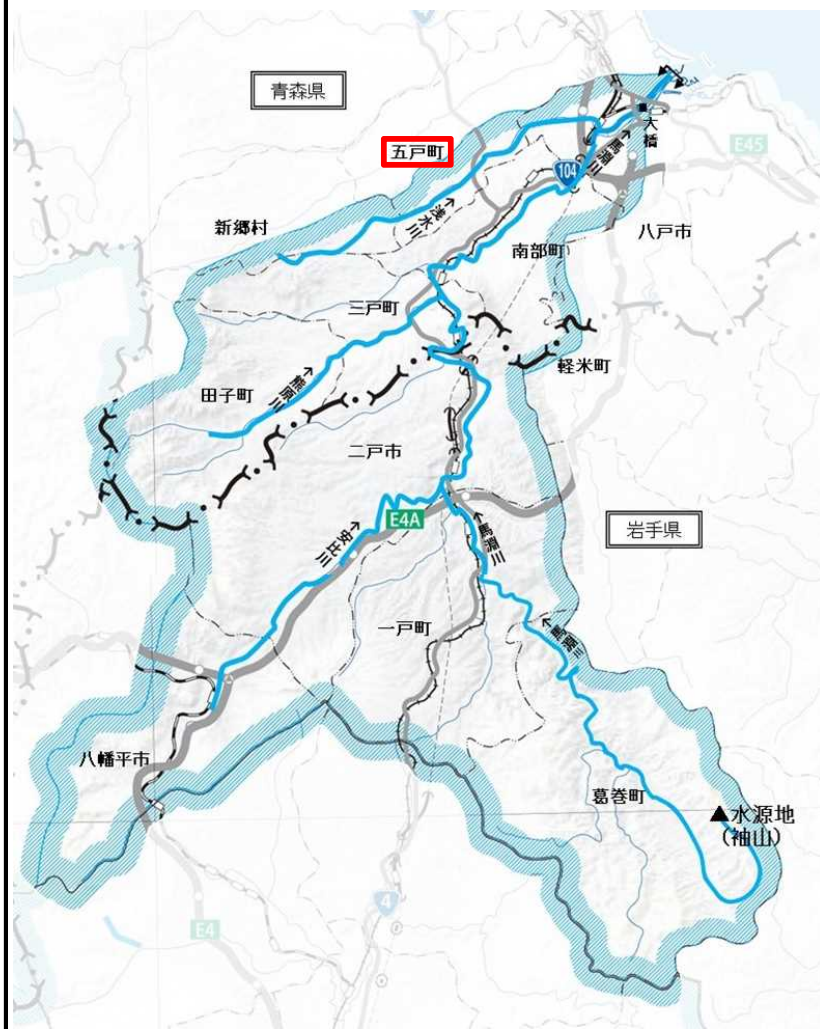 青森県
大橋
五戸町
E45
104
↑馬淵川
新郷村
↑浅水川
八戸市
南部町
三戸町
軽米町
田子町
↑熊原川
二戸市
E4A
↑馬淵川
岩手県
↑安比川
一戸町
↑馬淵川
八幡平市
葛巻町
▲水源地
(袖山)
4
E4